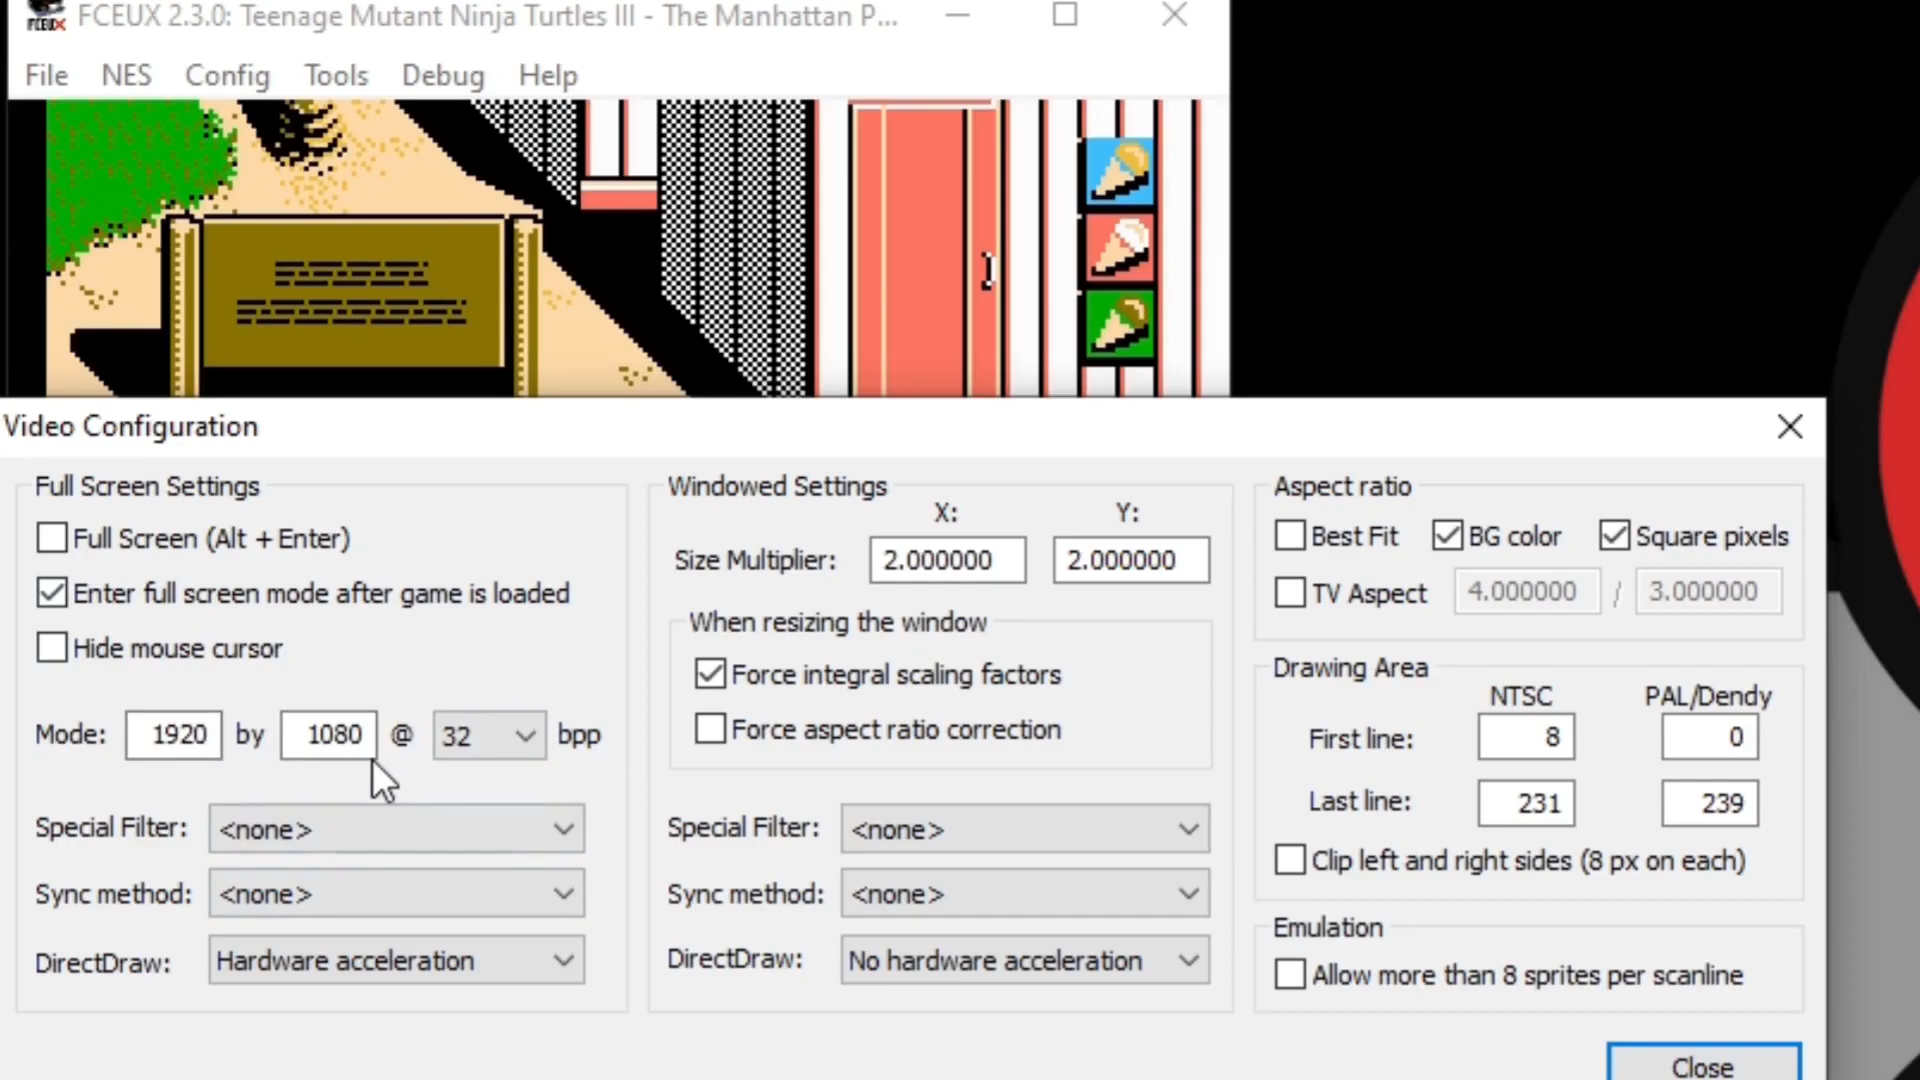 FCEUX 2.3.0: Teenage Mutant Ninja Turtles III - The Manhattan P...
File NES Config Tools Debug Help
Video Configuration
Full Screen Settings
Full Screen (Alt + Enter)
Enter full screen mode after game is loaded
Hide mouse cursor
Mode: 1920 by 1080 @ 32 bpp
Special Filter: <none>
Sync method: <none>
DirectDraw: Hardware acceleration
Windowed Settings
X: Y:
Size Multiplier: 2.000000 2.000000
When resizing the window
Force integral scaling factors
Force aspect ratio correction
Special Filter: <none>
Sync method: <none>
DirectDraw: No hardware acceleration
Aspect ratio
Best Fit BG color Square pixels
TV Aspect 4.000000 / 3.000000
Drawing Area
NTSC PAL/Dendy
First line: 8 0
Last line: 231 239
Clip left and right sides (8 px on each)
Emulation
Allow more than 8 sprites per scanline
Close